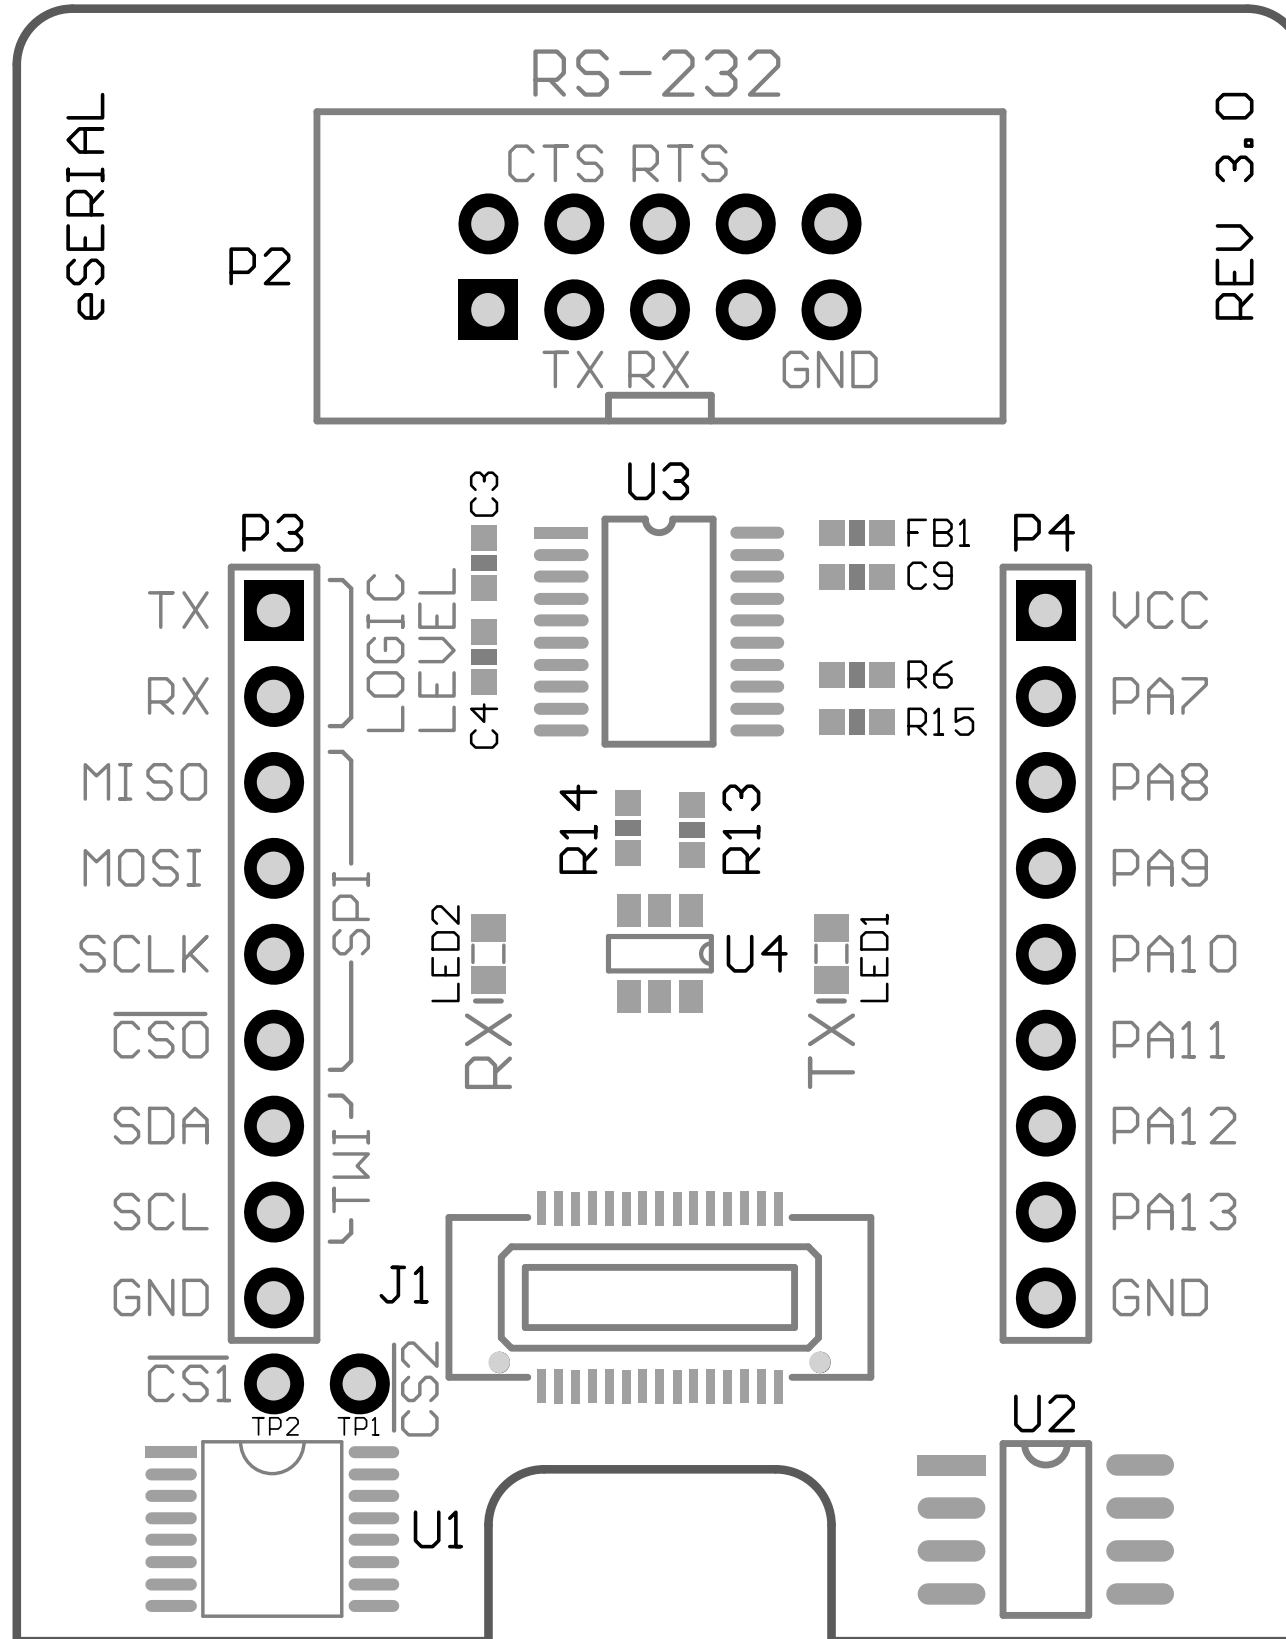 RS-232
eSERIAL
REV 3.0
CTS RTS
P2
TX RX GND
U3
C3
P3
FB1
P4
C9
TX
LOGIC
LEVEL
VCC
RX
C4
R6
PA7
R15
MISO
R14
R13
PA8
MOSI
PA9
SPI
SCLK
LED2
U4
LED1
PA10
CS0
RX
TX
PA11
SDA
TWI
PA12
SCL
PA13
J1
GND
GND
CS1
CS2
TP2
TP1
U2
U1